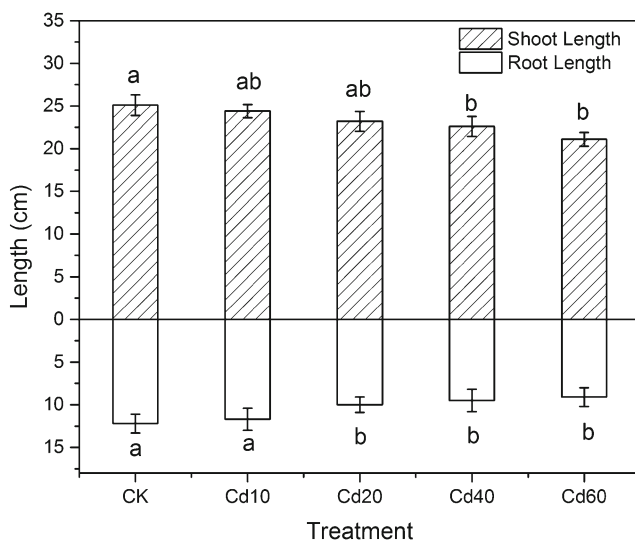 35
30
25
20
15
10
5
0
5
10
15
Length (cm)
Shoot Length
Root Length
a ab ab b b
a a b b b
CK Cd10 Cd20 Cd40 Cd60
Treatment